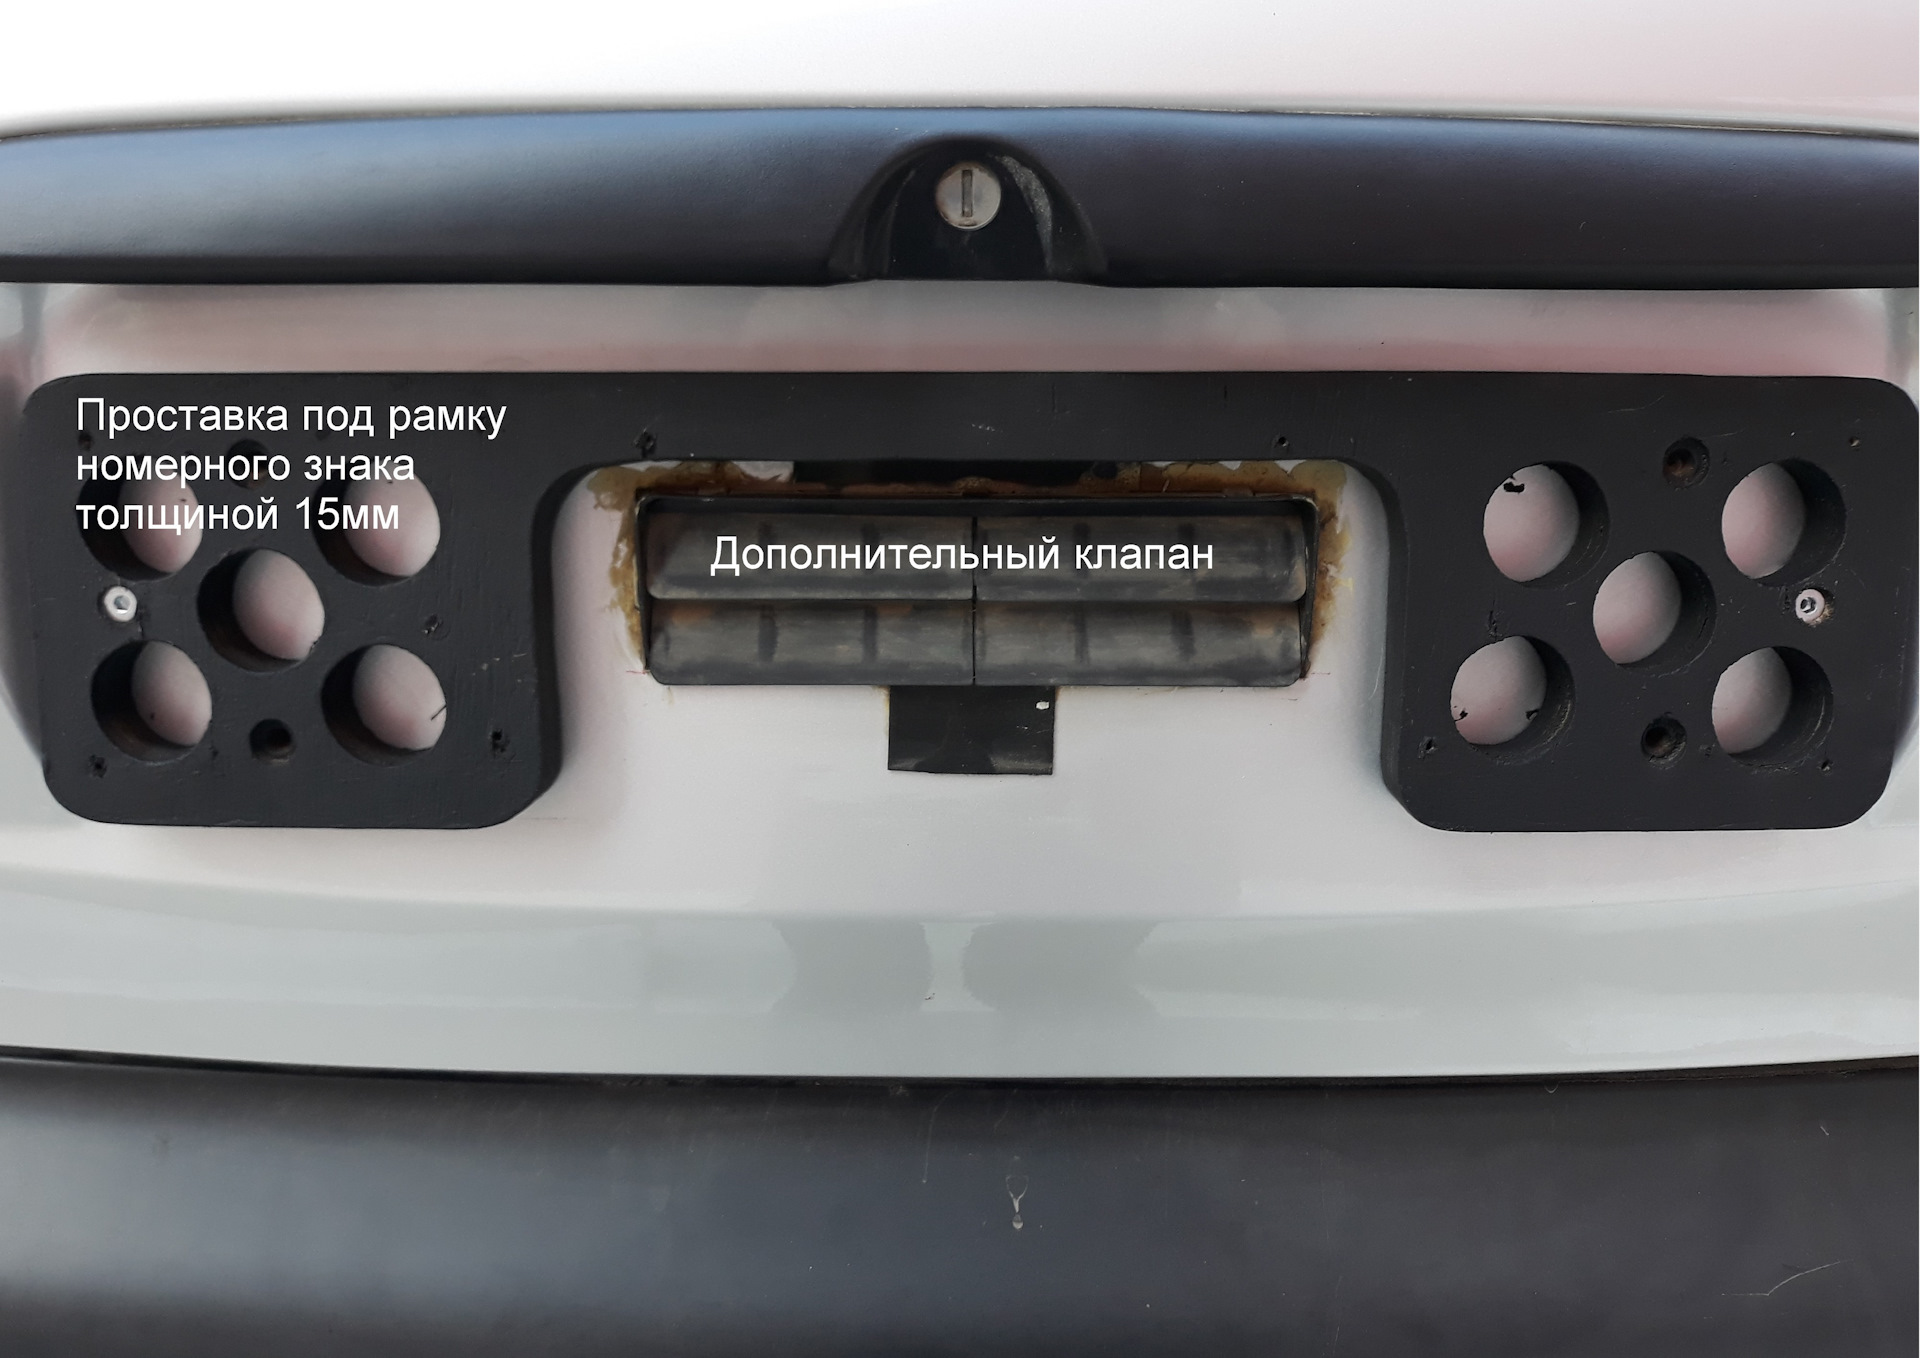 Проставка под рамку
номерного знака
толщиной 15мм
Дополнительный клапан